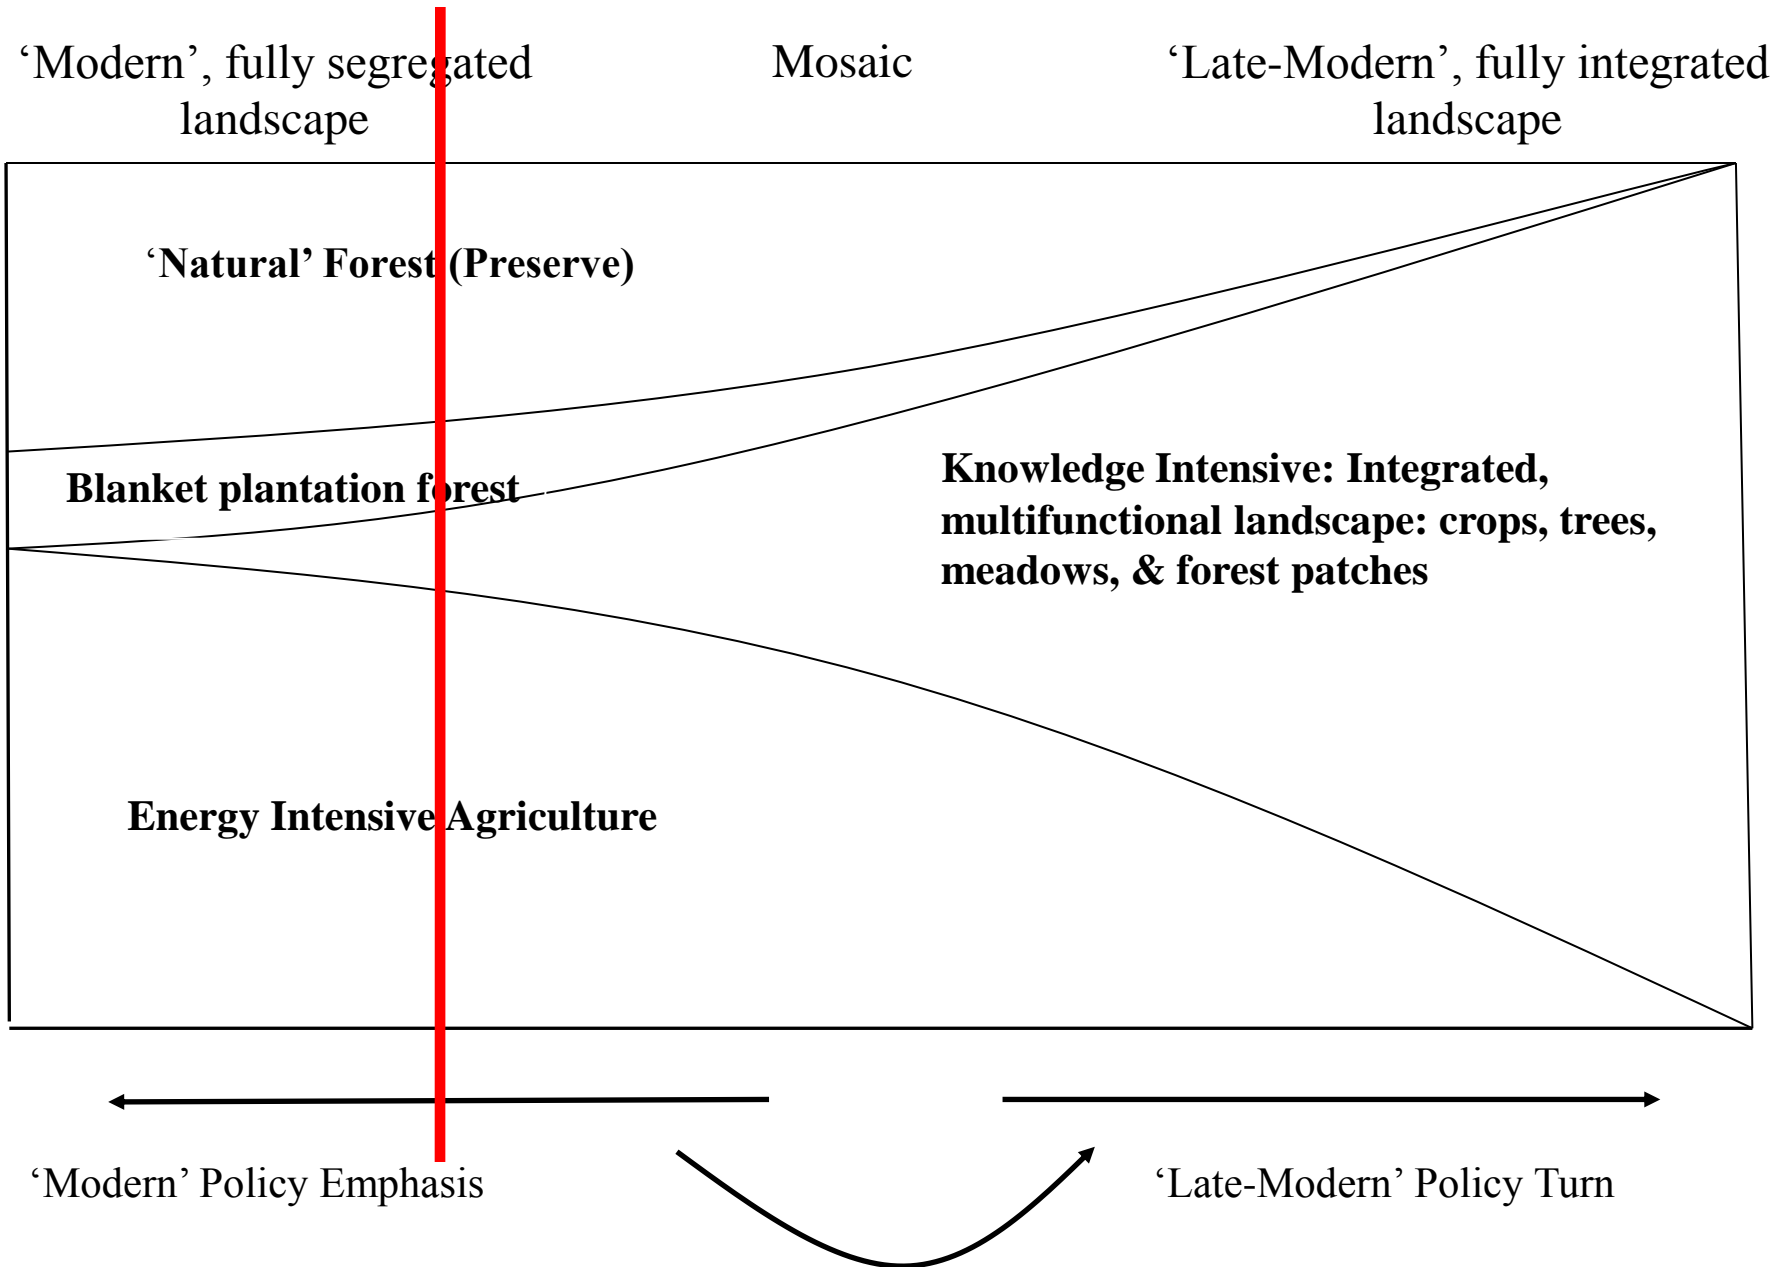 ‘Modern’, fully segregated
landscape
Mosaic
‘Late-Modern’, fully integrated
landscape
‘Natural’ Forest (Preserve)
Blanket plantation forest
Knowledge Intensive: Integrated,
multifunctional landscape: crops, trees,
meadows, & forest patches
Energy Intensive Agriculture
‘Modern’ Policy Emphasis
‘Late-Modern’ Policy Turn